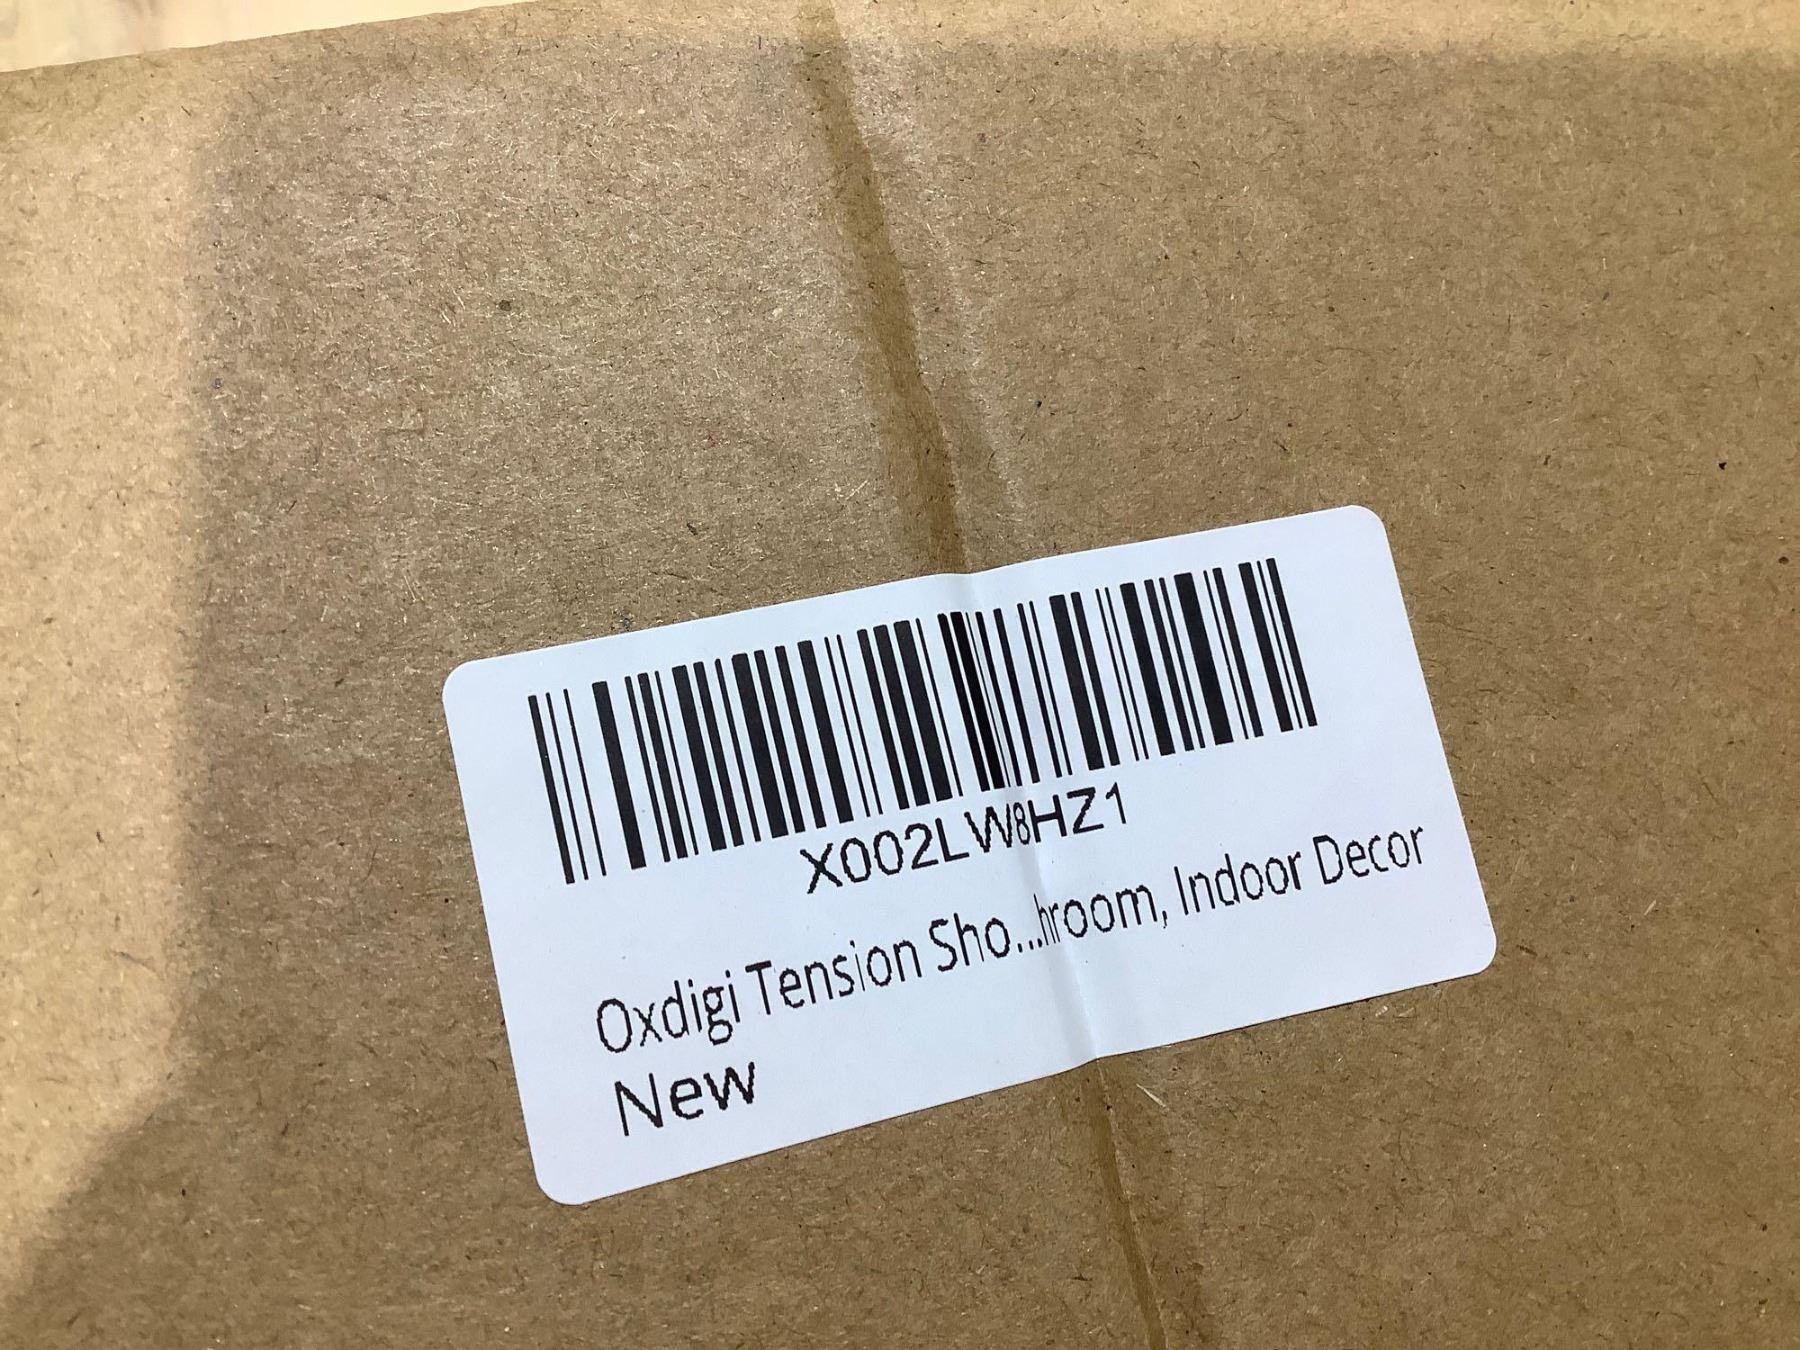 X002LW8HZ1
Oxdigi Tension Sho...hroom, Indoor Decor
New